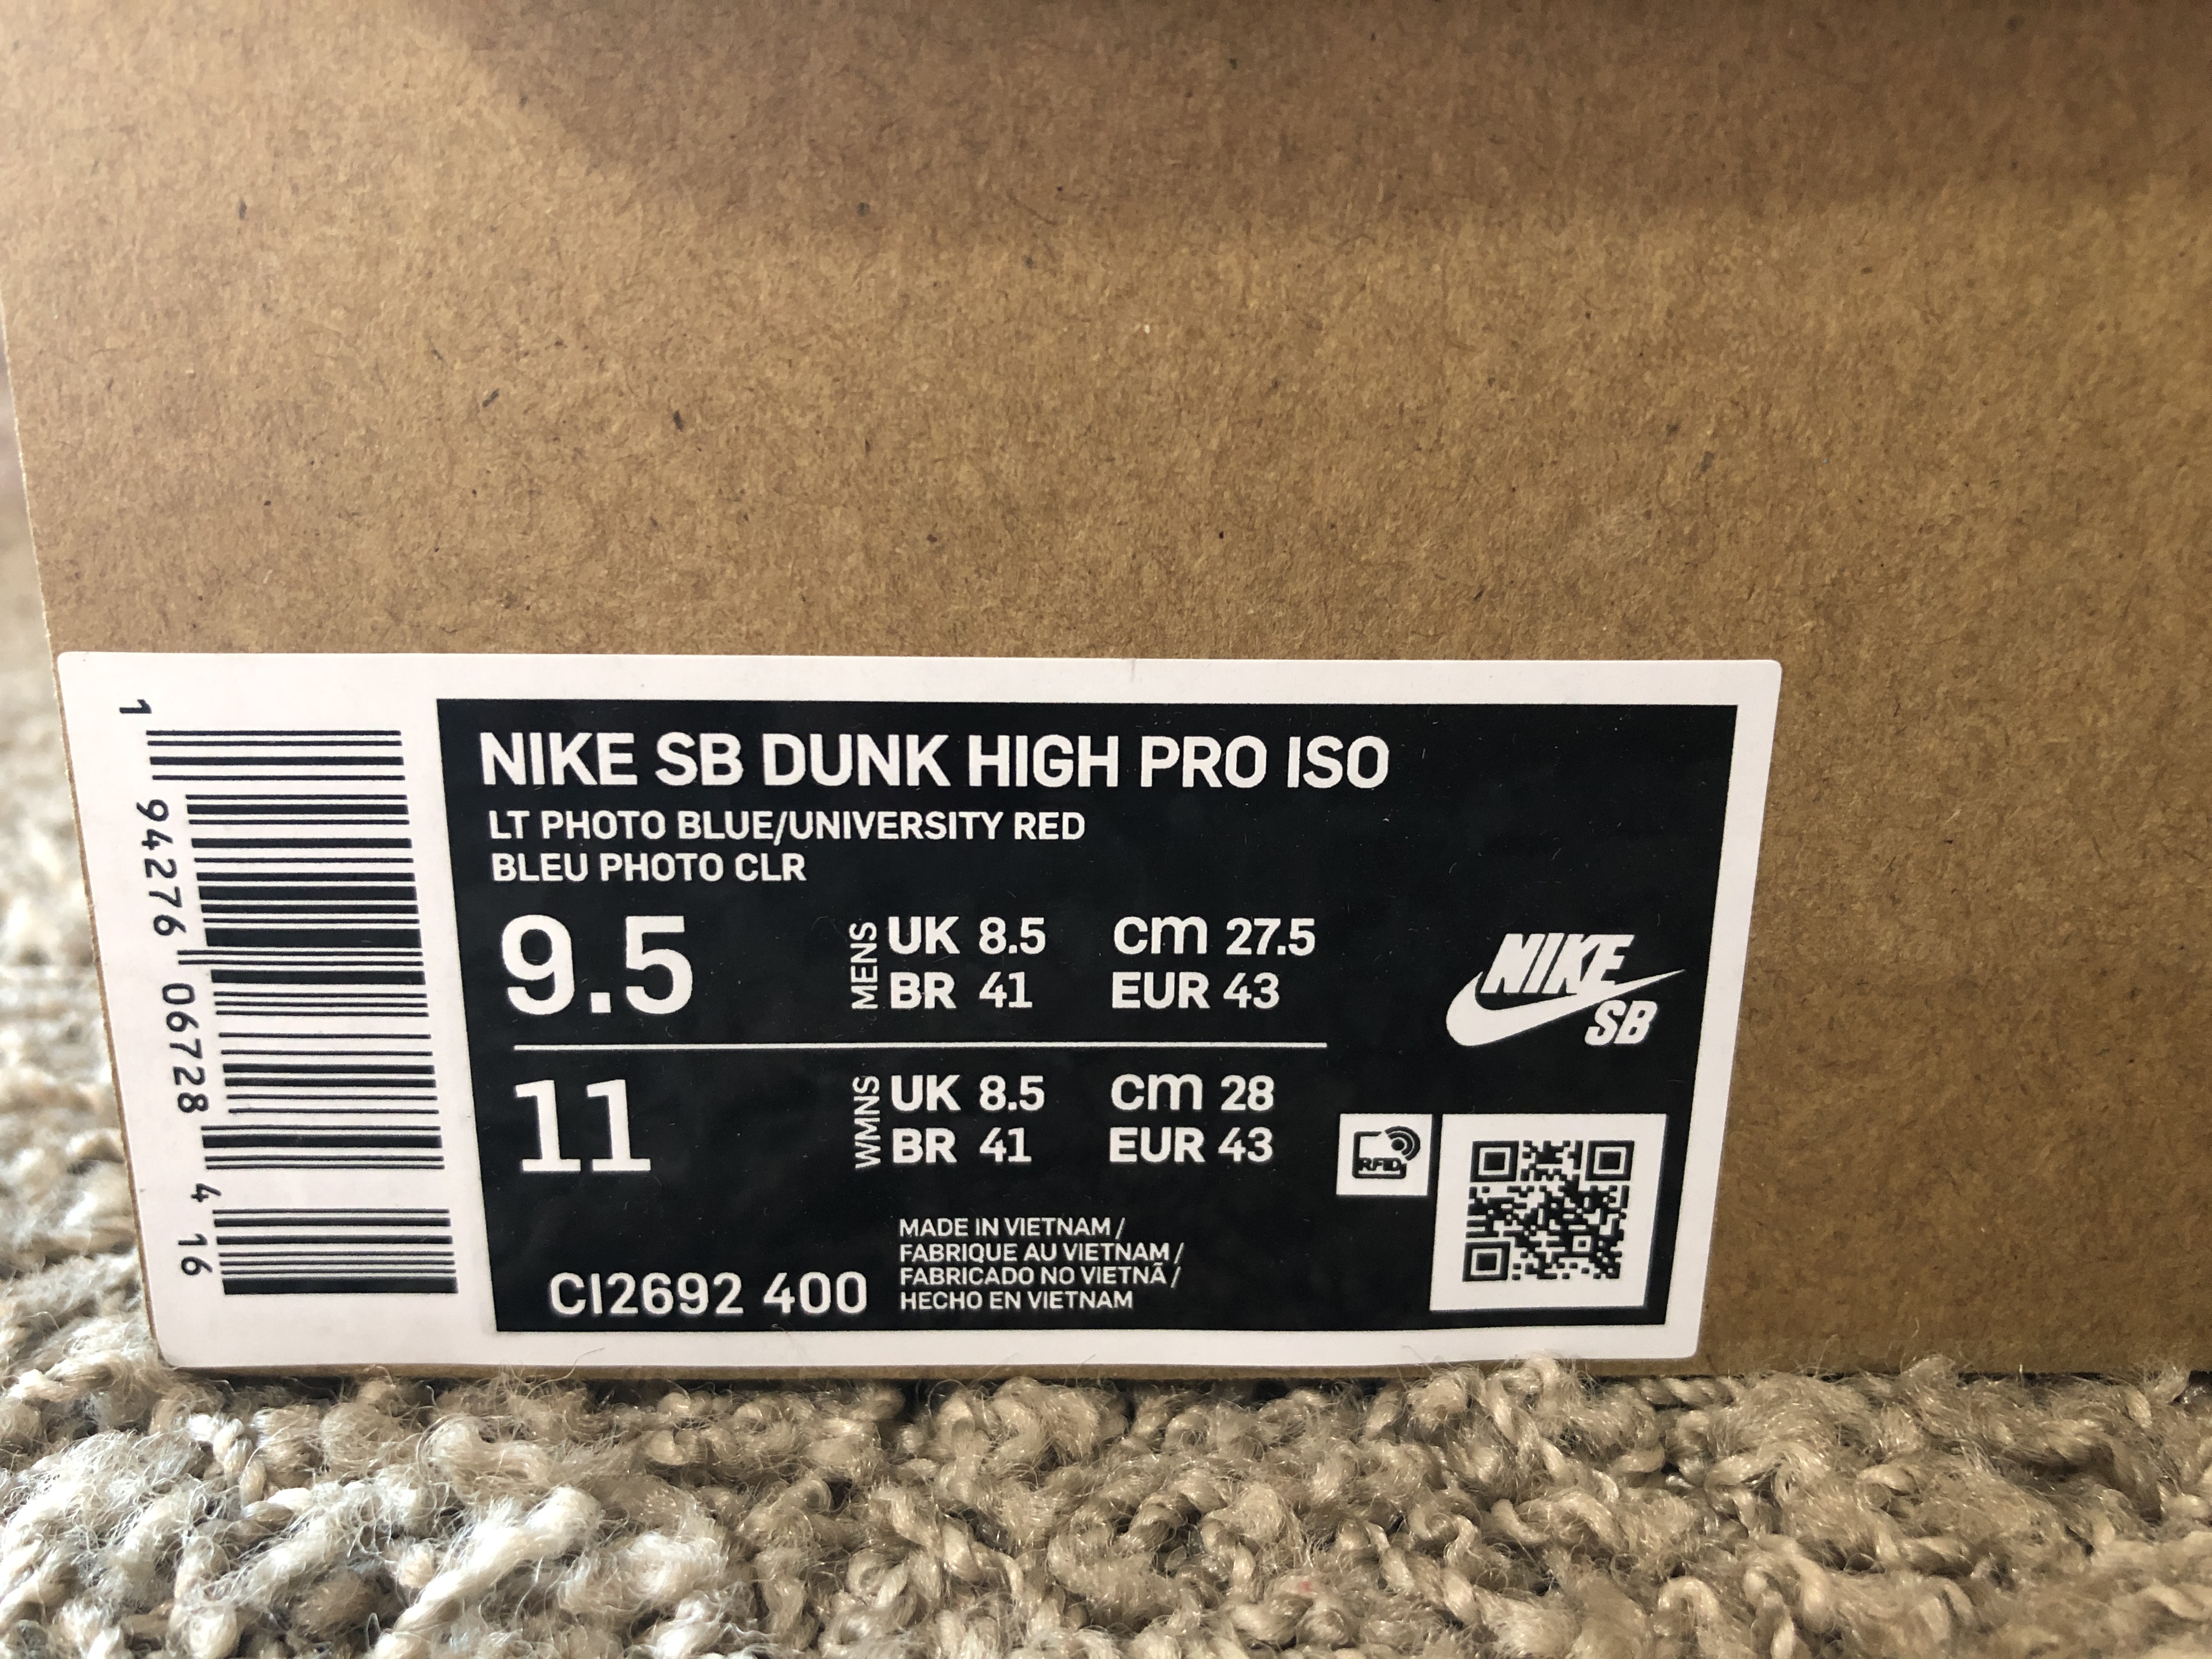 1 94276 06728 4 16
NIKE SB DUNK HIGH PRO ISO
LT PHOTO BLUE/UNIVERSITY RED
BLEU PHOTO CLR
9.5 MENS UK 8.5 cm 27.5
BR 41 EUR 43
11 WMNS UK 8.5 cm 28
BR 41 EUR 43
NIKE
SB
RFID
CI2692 400
MADE IN VIETNAM /
FABRIQUE AU VIETNAM /
FABRICADO NO VIETNÃ /
HECHO EN VIETNAM